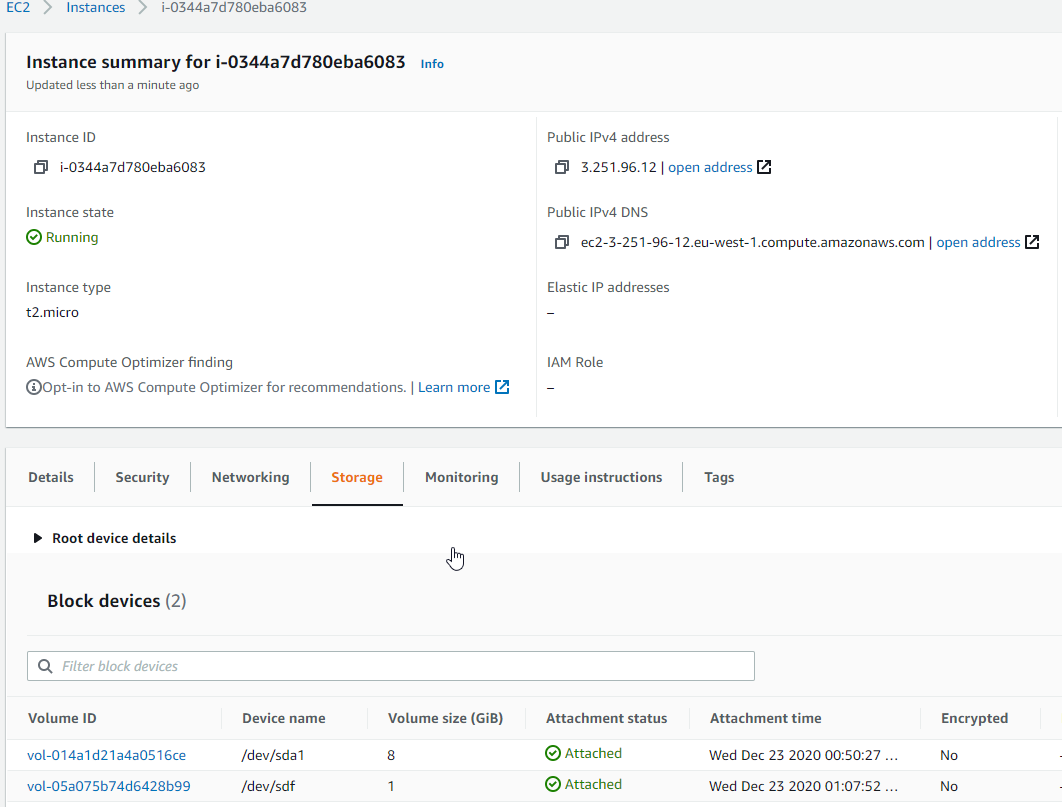 EC2 > Instances > i-0344a7d780eba6083
Instance summary for i-0344a7d780eba6083 Info
Updated less than a minute ago
Instance ID
i-0344a7d780eba6083
Public IPv4 address
3.251.96.12 | open address
Instance state
Running
Public IPv4 DNS
ec2-3-251-96-12.eu-west-1.compute.amazonaws.com | open address
Instance type
t2.micro
Elastic IP addresses
–
AWS Compute Optimizer finding
Opt-in to AWS Compute Optimizer for recommendations. | Learn more
IAM Role
–
Details Security Networking Storage Monitoring Usage instructions Tags
Root device details
Block devices (2)
Filter block devices
Volume ID Device name Volume size (GiB) Attachment status Attachment time Encrypted
vol-014a1d21a4a0516ce /dev/sda1 8 Attached Wed Dec 23 2020 00:50:27 ... No
vol-05a075b74d6428b99 /dev/sdf 1 Attached Wed Dec 23 2020 01:07:52 ... No